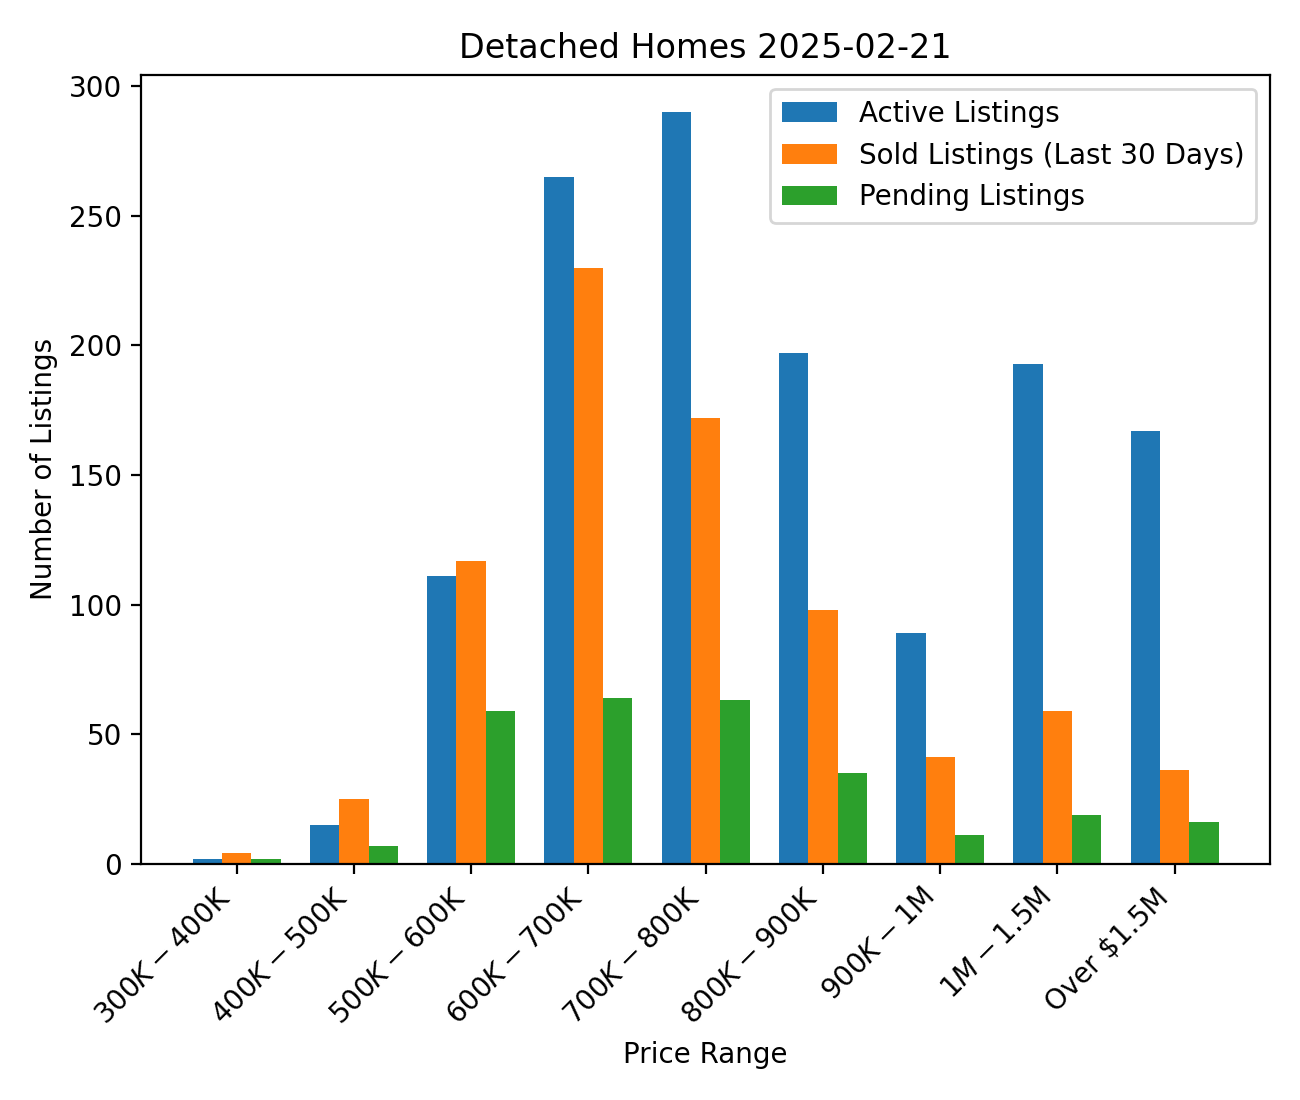 Detached Homes 2025-02-21
Active Listings
Sold Listings (Last 30 Days)
Pending Listings
Number of Listings
300
250
200
150
100
50
0
300K − 400K
400K − 500K
500K − 600K
600K − 700K
700K − 800K
800K − 900K
900K − 1M
1M − 1.5M
Over $1.5M
Price Range